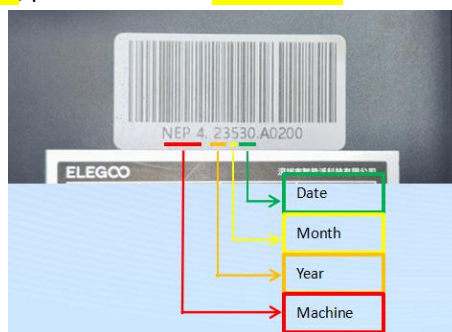 NEP 4. 23530.A0200
ELEGOO
Date
Month
Year
Machine